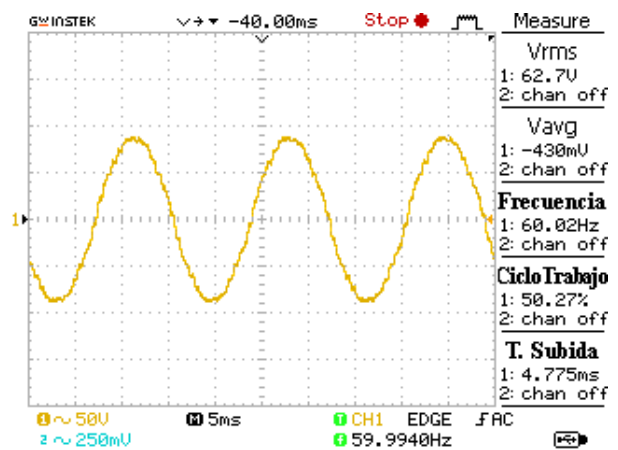 GW INSTEK -40.00ms Stop Measure
Vrms
1: 62.7V
2: chan off
Vavg
1: -430mV
2: chan off
Frecuencia
1: 60.02Hz
2: chan off
CicloTrabajo
1: 50.27%
2: chan off
T. Subida
1: 4.775ms
2: chan off
1
1 ~ 50V M 5ms T CH1 EDGE AC
2 ~ 250mV f 59.9940Hz